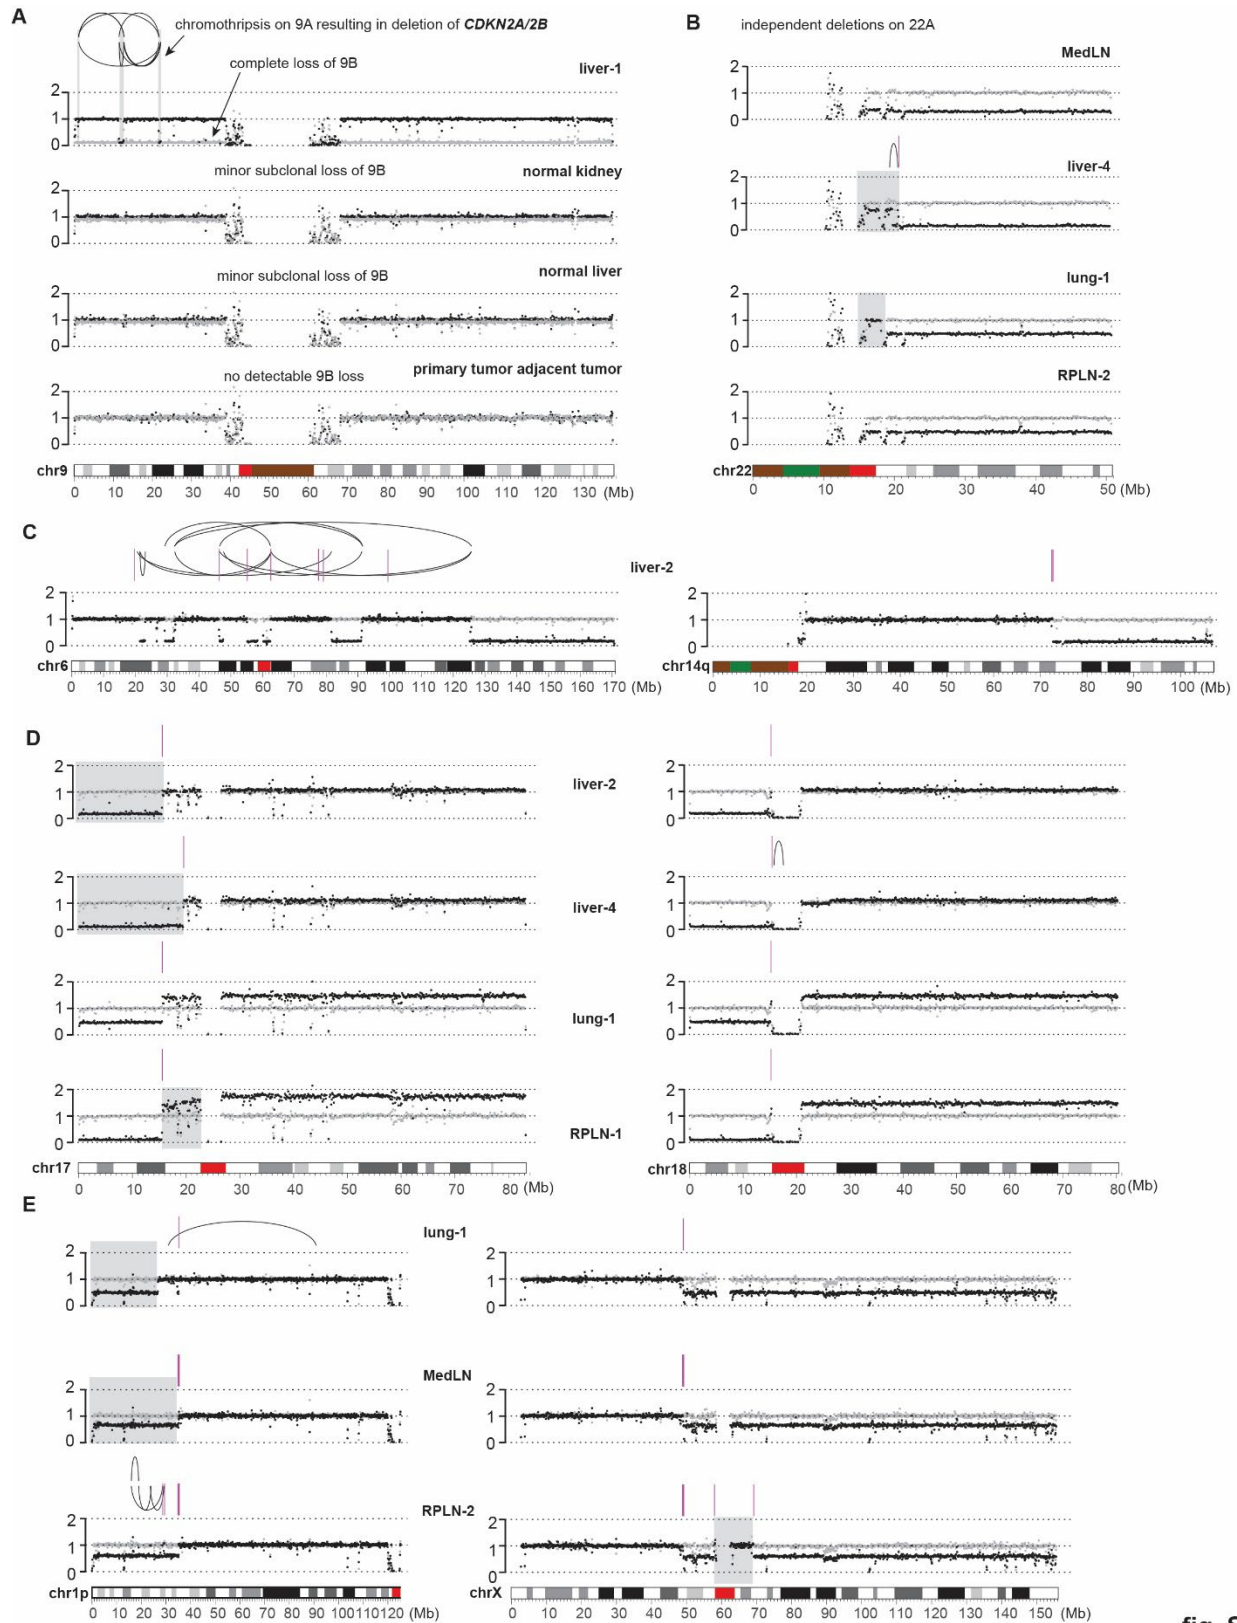 A
chromothripsis on 9A resulting in deletion of CDKN2A/2B
complete loss of 9B
liver-1
2
1
0
minor subclonal loss of 9B
normal kidney
2
1
0
minor subclonal loss of 9B
normal liver
2
1
0
no detectable 9B loss
primary tumor adjacent tumor
2
1
0
chr9
0 10 20 30 40 50 60 70 80 90 100 110 120 130 (Mb)
B
independent deletions on 22A
MedLN
2
1
0
liver-4
2
1
0
lung-1
2
1
0
RPLN-2
2
1
0
chr22
0 10 20 30 40 50 (Mb)
C
liver-2
2
1
0
chr6
0 10 20 30 40 50 60 70 80 90 100 110 120 130 140 150 160 170 (Mb)
2
1
0
chr14q
0 10 20 30 40 50 60 70 80 90 100 (Mb)
D
2
1
0
liver-2
2
1
0
2
1
0
liver-4
2
1
0
2
1
0
lung-1
2
1
0
2
1
0
RPLN-1
2
1
0
chr17
0 10 20 30 40 50 60 70 80 (Mb)
chr18
0 10 20 30 40 50 60 70 80 (Mb)
E
lung-1
2
1
0
2
1
0
MedLN
2
1
0
2
1
0
RPLN-2
2
1
0
2
1
0
chr1p
0 10 20 30 40 50 60 70 80 90 100 120 (Mb)
chrX
0 10 20 30 40 50 60 70 80 90 100 110 120 130 140 150 (Mb)